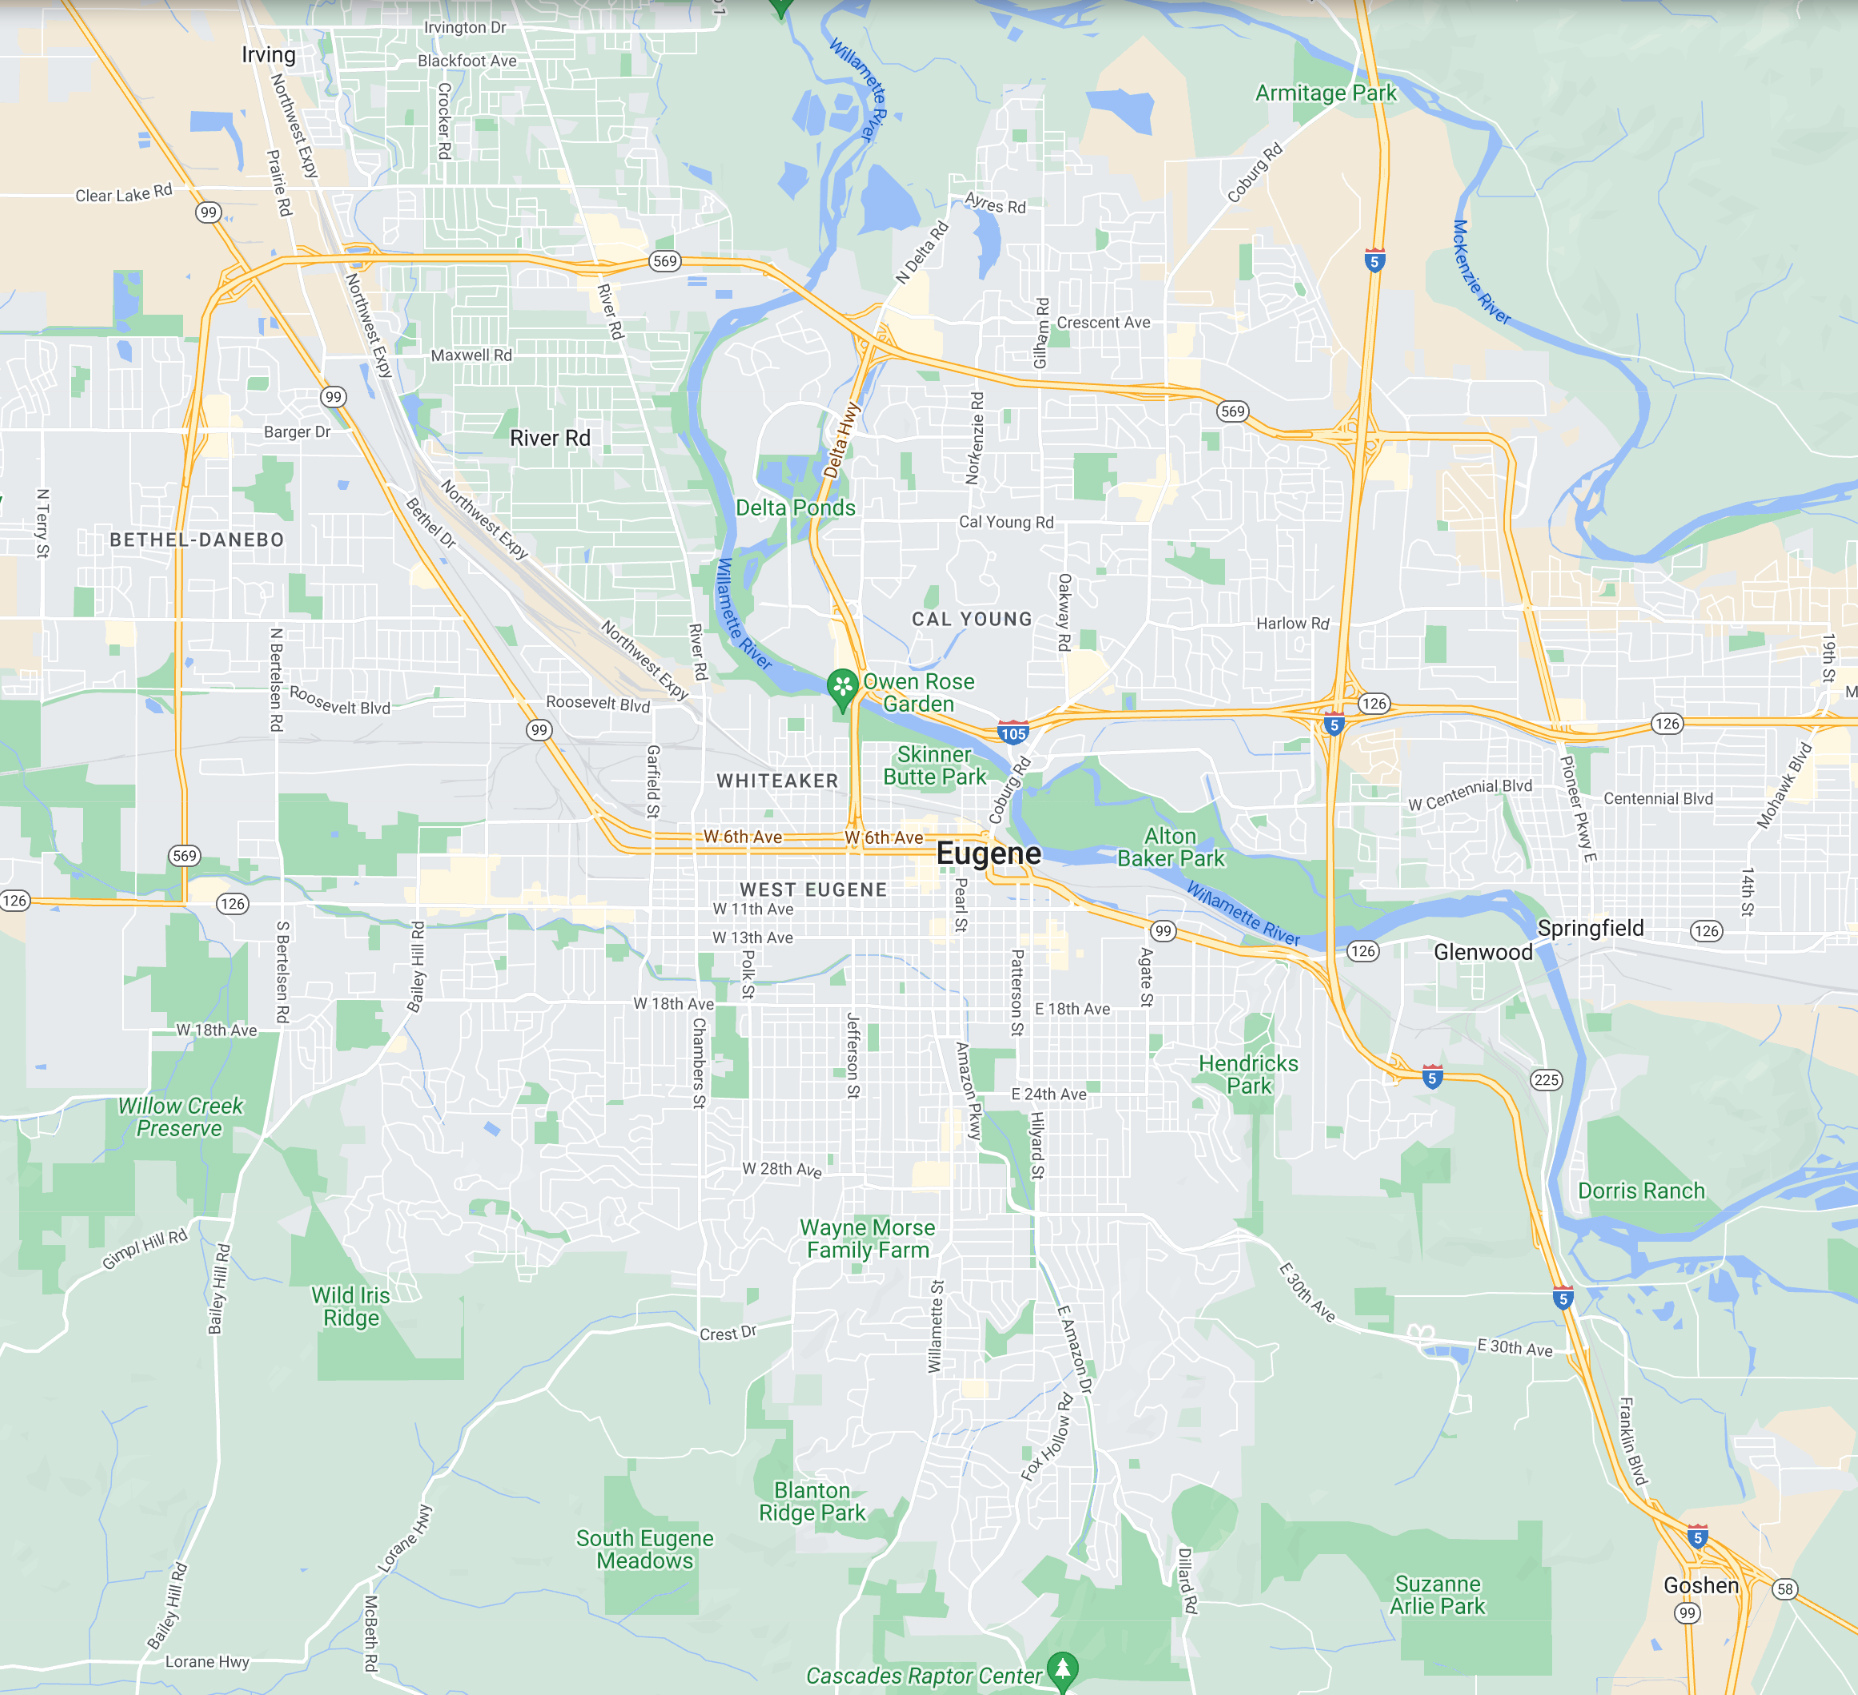 Irvington Dr
Irving
Blackfoot Ave
Willamette River
Armitage Park
Northwest Expy
Crocker Rd
Coburg Rd
Prairie Rd
Clear Lake Rd
99
Ayres Rd
McKenzie River
N Delta Rd
569
5
Northwest Expy
River Rd
Gilham Rd
Crescent Ave
Maxwell Rd
99
569
Barger Dr
River Rd
Delta Hwy
Norkenzie Rd
N Terry St
Northwest Expy
Bethel Dr
Delta Ponds
Cal Young Rd
BETHEL-DANEBO
Willamette River
Oakway Rd
CAL YOUNG
Harlow Rd
N Bertelsen Rd
Northwest Expy
River Rd
19th St
Owen Rose
Garden
Roosevelt Blvd
Roosevelt Blvd
M
126
5
126
99
105
Skinner
Butte Park
Garfield St
WHITEAKER
Coburg Rd
Pioneer Pkwy E
Mohawk Blvd
W Centennial Blvd
Centennial Blvd
W 6th Ave
W 6th Ave
Alton
Baker Park
Eugene
569
WEST EUGENE
126
126
W 11th Ave
Pearl St
Willamette River
14th St
W 13th Ave
99
Springfield
126
Glenwood
126
S Bertelsen Rd
Bailey Hill Rd
Polk St
Patterson St
Agate St
W 18th Ave
E 18th Ave
W 18th Ave
Chambers St
Jefferson St
Amazon Pkwy
Hendricks
Park
5
225
E 24th Ave
Willow Creek
Preserve
Hilyard St
W 28th Ave
Dorris Ranch
Wayne Morse
Family Farm
Gimpl Hill Rd
Bailey Hill Rd
E 30th Ave
Wild Iris
Ridge
Willamette St
E Amazon Dr
5
Crest Dr
E 30th Ave
Fox Hollow Rd
Franklin Blvd
Blanton
Ridge Park
South Eugene
Meadows
Lorane Hwy
5
Dillard Rd
Suzanne
Arlie Park
Goshen
58
99
Bailey Hill Rd
McBeth Rd
Lorane Hwy
Cascades Raptor Center